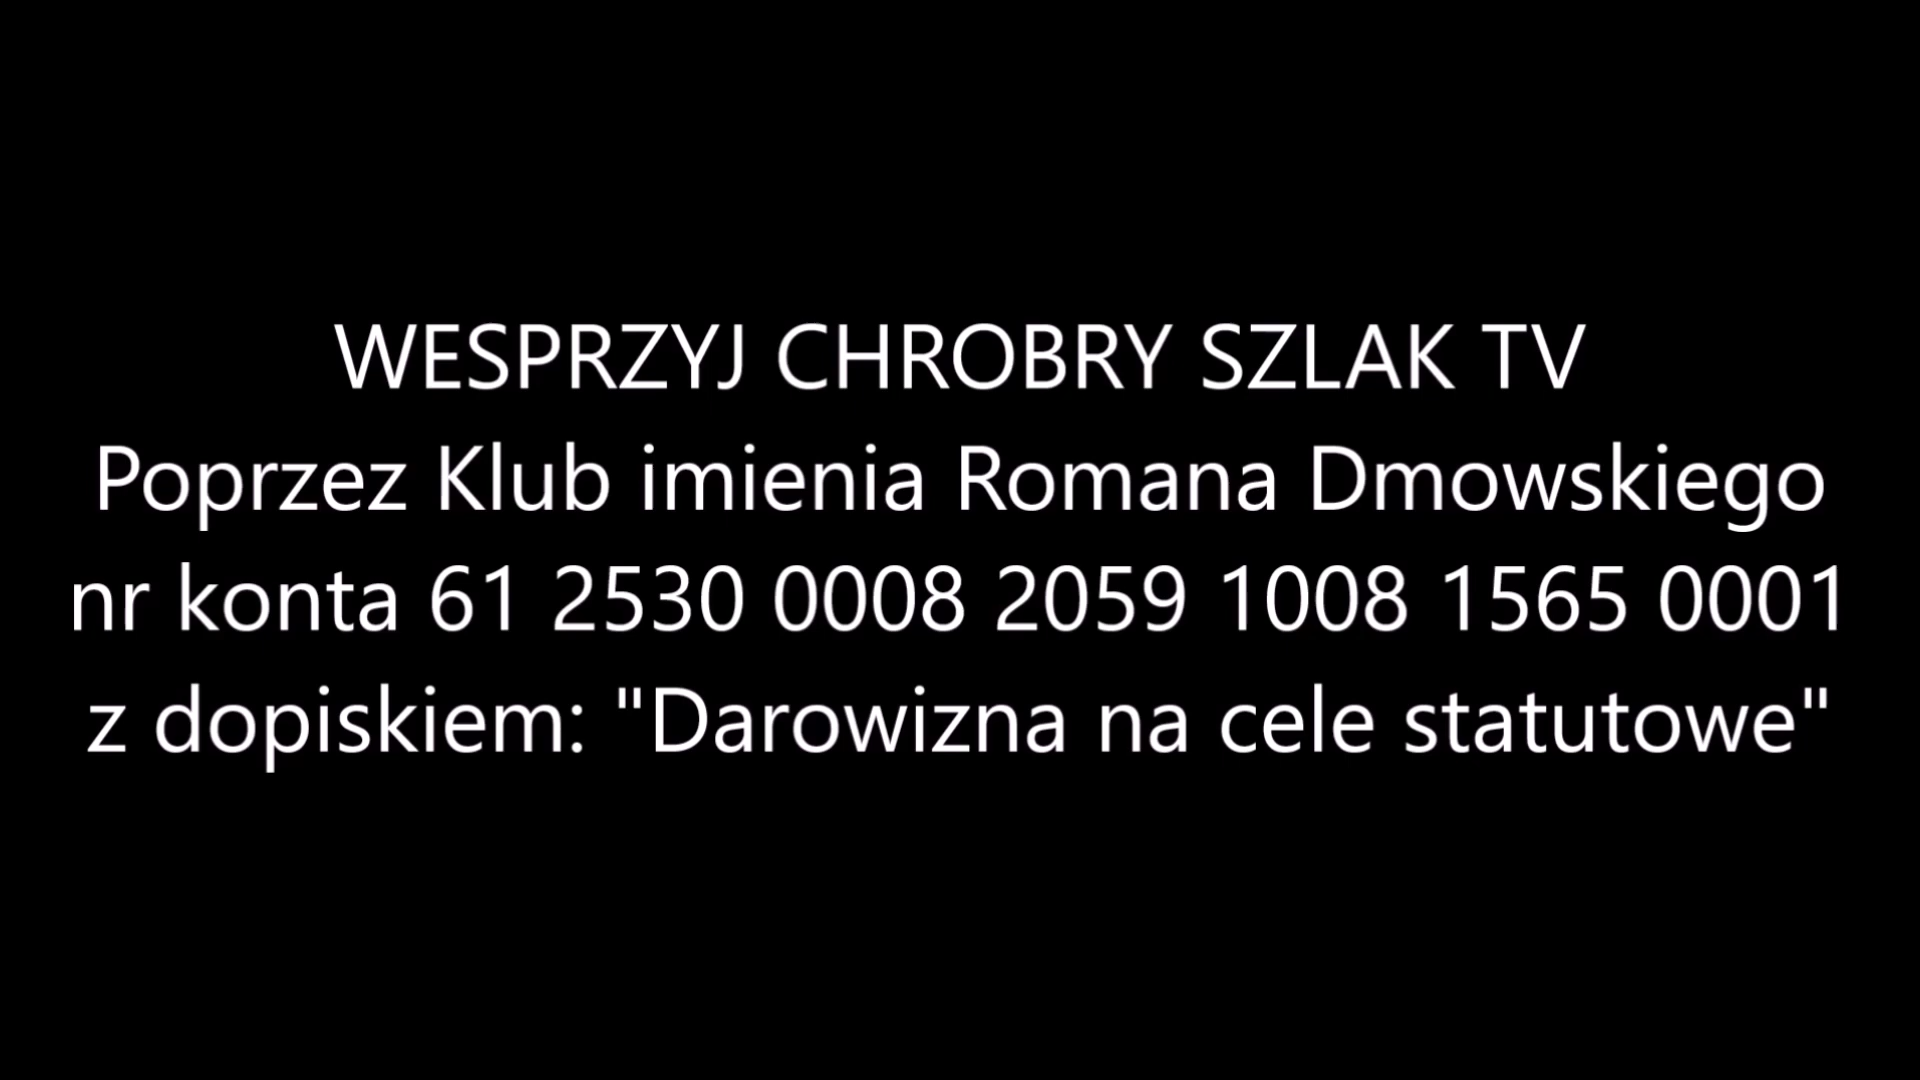 WESPRZYJ CHROBRY SZLAK TV
Poprzez Klub imienia Romana Dmowskiego
nr konta 61 2530 0008 2059 1008 1565 0001
z dopiskiem: "Darowizna na cele statutowe"